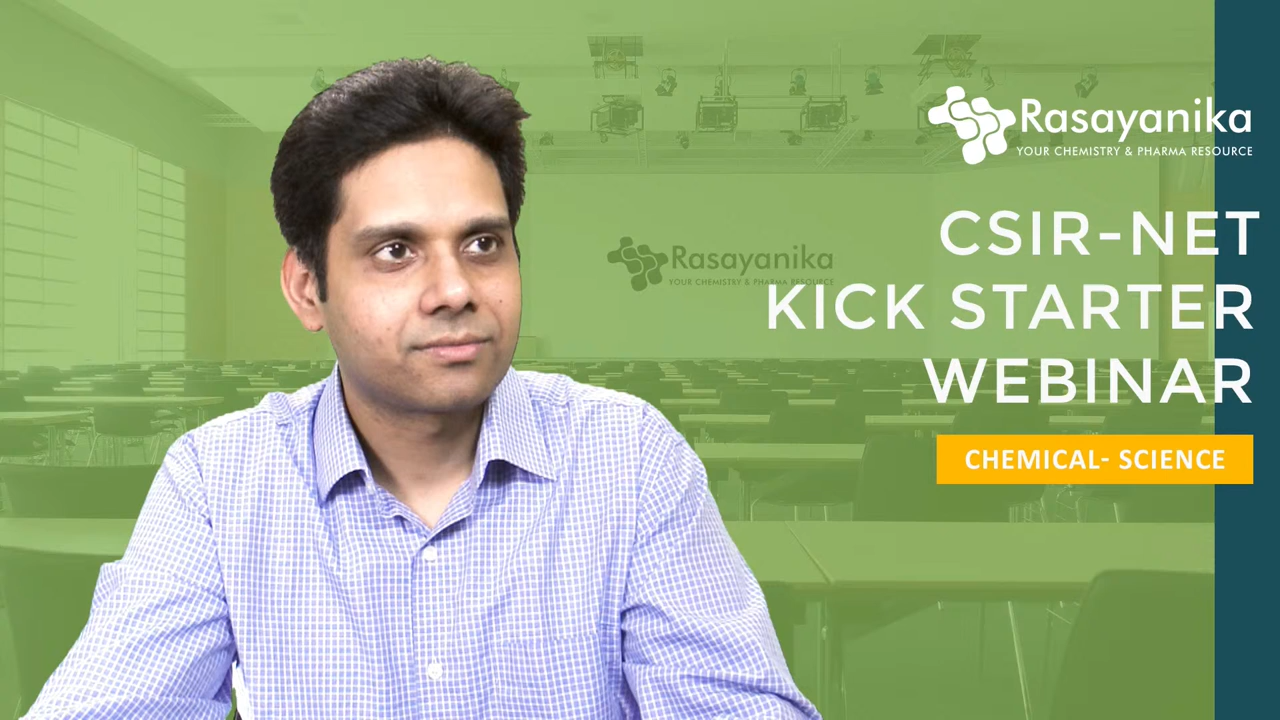 Rasayanika
YOUR CHEMISTRY & PHARMA RESOURCE
CSIR-NET
KICK STARTER
WEBINAR
CHEMICAL- SCIENCE
Rasayanika
YOUR CHEMISTRY & PHARMA RESOURCE